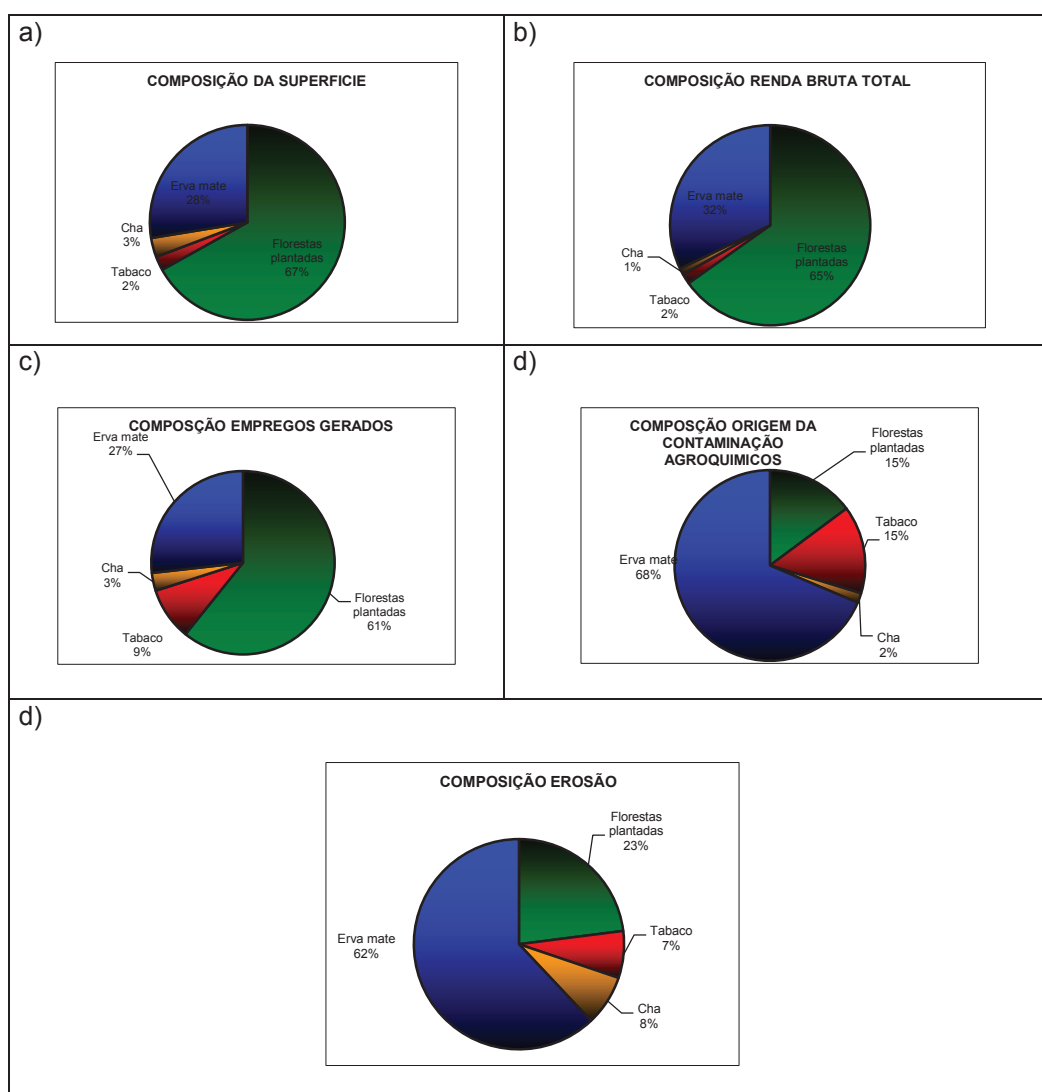 a)
COMPOSIÇÃO DA SUPERFICIE
Erva mate
28%
Cha
3%
Tabaco
2%
Florestas
plantadas
67%
b)
COMPOSIÇÃO RENDA BRUTA TOTAL
Erva mate
32%
Cha
1%
Tabaco
2%
Florestas
plantadas
65%
c)
COMPOSÇÃO EMPREGOS GERADOS
Erva mate
27%
Cha
3%
Tabaco
9%
Florestas
plantadas
61%
d)
COMPOSÇÃO ORIGEM DA
CONTAMINAÇÃO
AGROQUIMICOS
Florestas
plantadas
15%
Tabaco
15%
Erva mate
68%
Cha
2%
d)
COMPOSIÇÃO EROSÃO
Florestas
plantadas
23%
Tabaco
7%
Erva mate
62%
Cha
8%